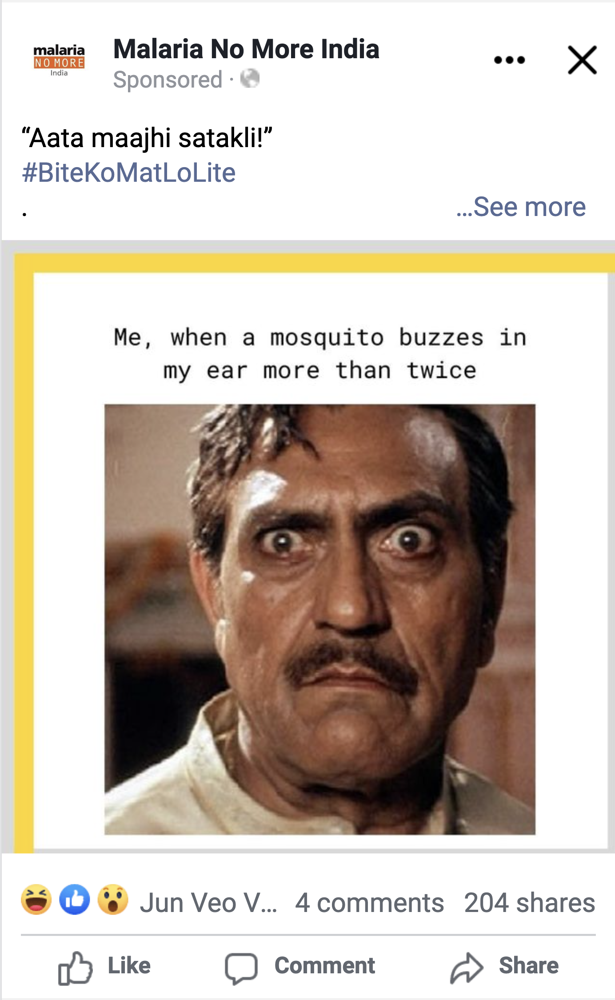 malaria
NO MORE
India
Malaria No More India
Sponsored ·
“Aata maajhi satakli!”
#BiteKoMatLoLite
.
...See more
Me, when a mosquito buzzes in
my ear more than twice
Jun Veo V... 4 comments 204 shares
Like Comment Share